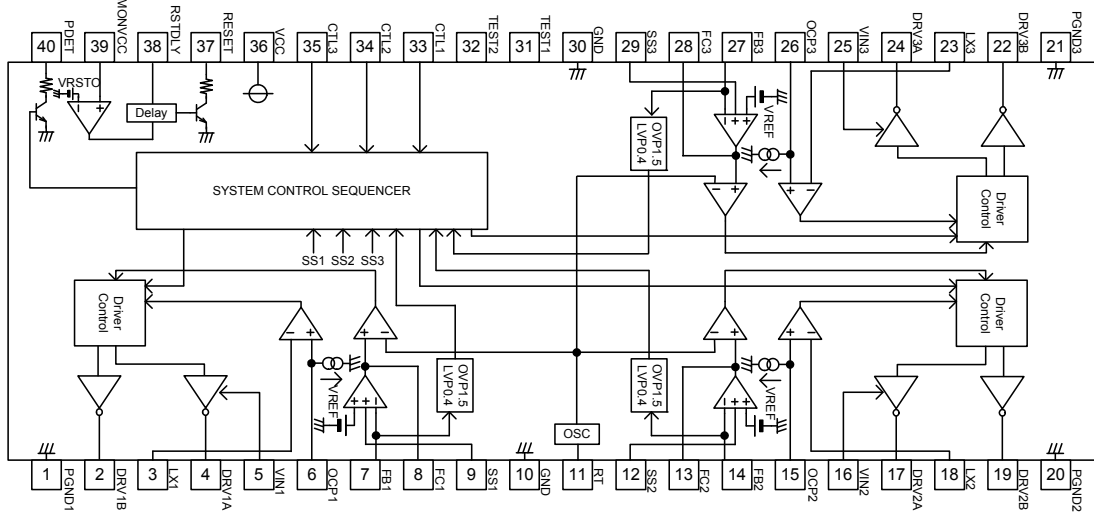 PDET
MONVCC
RSTDLY
RESET
VCC
CTL3
CTL2
CTL1
TEST2
TEST1
GND
SS3
FC3
FB3
OCP3
VIN3
DRV3A
LX3
DRV3B
PGND3
40
39
38
37
36
35
34
33
32
31
30
29
28
27
26
25
24
23
22
21
VRSTO
Delay
VREF
OVP1.5
LVP0.4
SYSTEM CONTROL SEQUENCER
Driver
Control
SS1
SS2
SS3
Driver
Control
Driver
Control
VREF
OVP1.5
LVP0.4
OVP1.5
LVP0.4
VREF
OSC
1
2
3
4
5
6
7
8
9
10
11
12
13
14
15
16
17
18
19
20
PGND1
DRV1B
LX1
DRV1A
VIN1
OCP1
FB1
FC1
SS1
GND
RT
SS2
FC2
FB2
OCP2
VIN2
DRV2A
LX2
DRV2B
PGND2